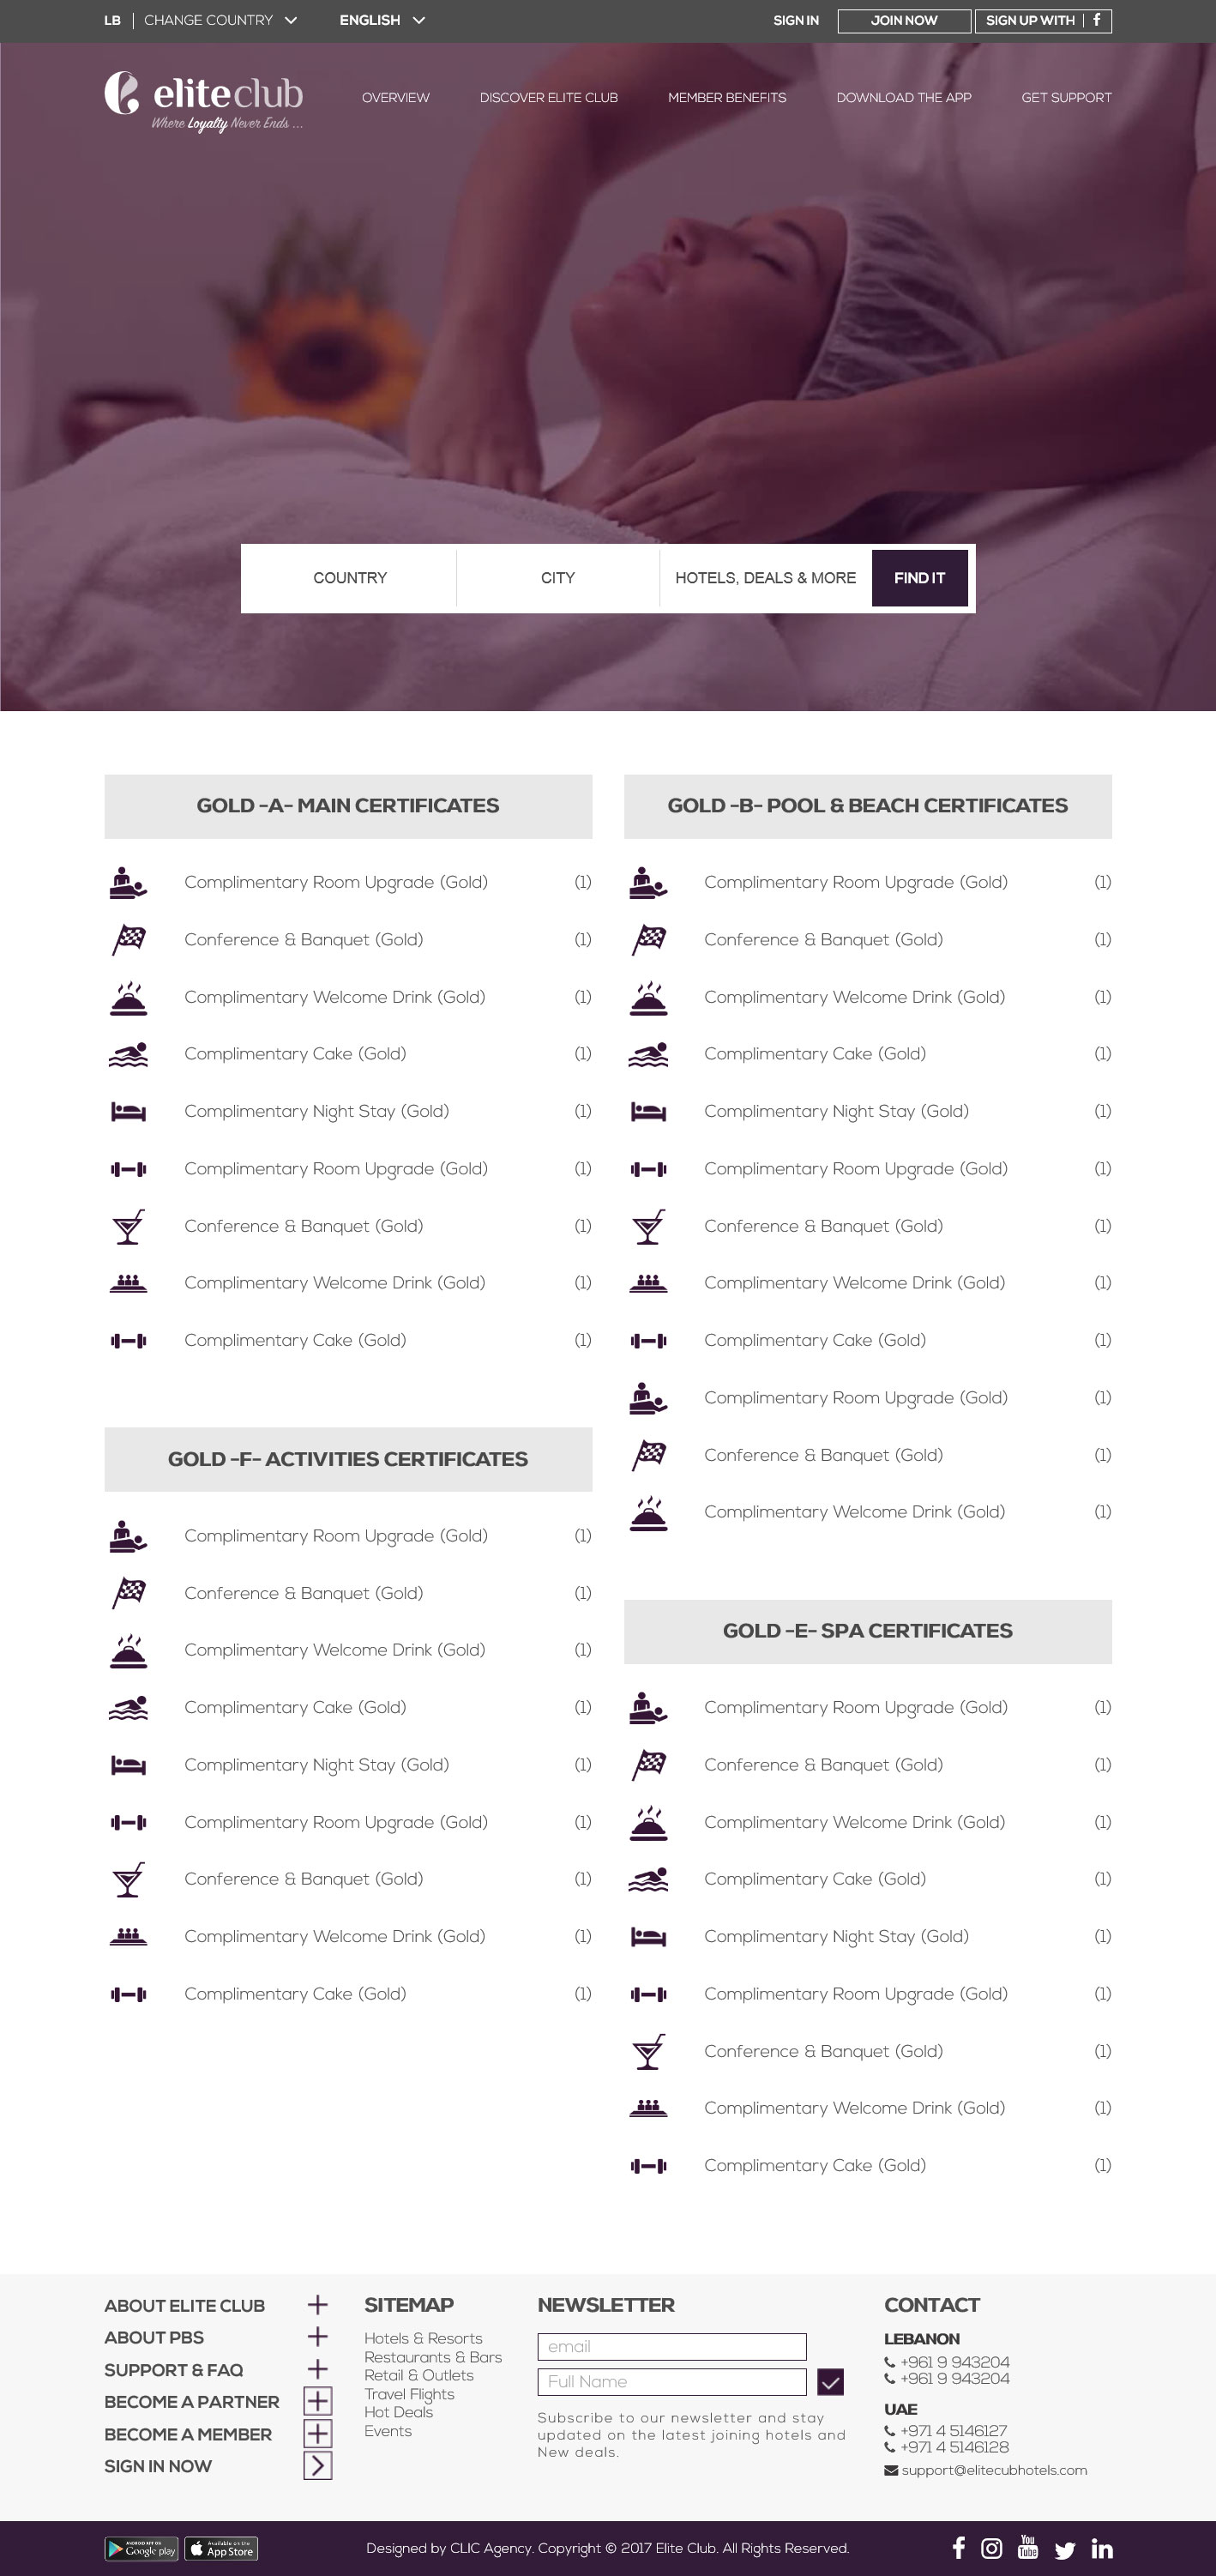 LB CHANGE COUNTRY ENGLISH SIGN IN JOIN NOW SIGN UP WITH
eliteclub
Where Loyalty Never Ends ...
OVERVIEW DISCOVER ELITE CLUB MEMBER BENEFITS DOWNLOAD THE APP GET SUPPORT
COUNTRY CITY HOTELS, DEALS & MORE FIND IT
GOLD -A- MAIN CERTIFICATES
Complimentary Room Upgrade (Gold) (1)
Conference & Banquet (Gold) (1)
Complimentary Welcome Drink (Gold) (1)
Complimentary Cake (Gold) (1)
Complimentary Night Stay (Gold) (1)
Complimentary Room Upgrade (Gold) (1)
Conference & Banquet (Gold) (1)
Complimentary Welcome Drink (Gold) (1)
Complimentary Cake (Gold) (1)
GOLD -F- ACTIVITIES CERTIFICATES
Complimentary Room Upgrade (Gold) (1)
Conference & Banquet (Gold) (1)
Complimentary Welcome Drink (Gold) (1)
Complimentary Cake (Gold) (1)
Complimentary Night Stay (Gold) (1)
Complimentary Room Upgrade (Gold) (1)
Conference & Banquet (Gold) (1)
Complimentary Welcome Drink (Gold) (1)
Complimentary Cake (Gold) (1)
GOLD -B- POOL & BEACH CERTIFICATES
Complimentary Room Upgrade (Gold) (1)
Conference & Banquet (Gold) (1)
Complimentary Welcome Drink (Gold) (1)
Complimentary Cake (Gold) (1)
Complimentary Night Stay (Gold) (1)
Complimentary Room Upgrade (Gold) (1)
Conference & Banquet (Gold) (1)
Complimentary Welcome Drink (Gold) (1)
Complimentary Cake (Gold) (1)
Complimentary Room Upgrade (Gold) (1)
Conference & Banquet (Gold) (1)
Complimentary Welcome Drink (Gold) (1)
GOLD -E- SPA CERTIFICATES
Complimentary Room Upgrade (Gold) (1)
Conference & Banquet (Gold) (1)
Complimentary Welcome Drink (Gold) (1)
Complimentary Cake (Gold) (1)
Complimentary Night Stay (Gold) (1)
Complimentary Room Upgrade (Gold) (1)
Conference & Banquet (Gold) (1)
Complimentary Welcome Drink (Gold) (1)
Complimentary Cake (Gold) (1)
ABOUT ELITE CLUB
ABOUT PBS
SUPPORT & FAQ
BECOME A PARTNER
BECOME A MEMBER
SIGN IN NOW
SITEMAP
Hotels & Resorts
Restaurants & Bars
Retail & Outlets
Travel Flights
Hot Deals
Events
NEWSLETTER
email
Full Name
Subscribe to our newsletter and stay
updated on the latest joining hotels and
New deals.
CONTACT
LEBANON
+961 9 943204
+961 9 943204
UAE
+971 4 5146127
+971 4 5146128
support@elitecubhotels.com
ANDROID APP ON
Google play
Available on the
App Store
Designed by CLIC Agency. Copyright © 2017 Elite Club. All Rights Reserved.
You
Tube